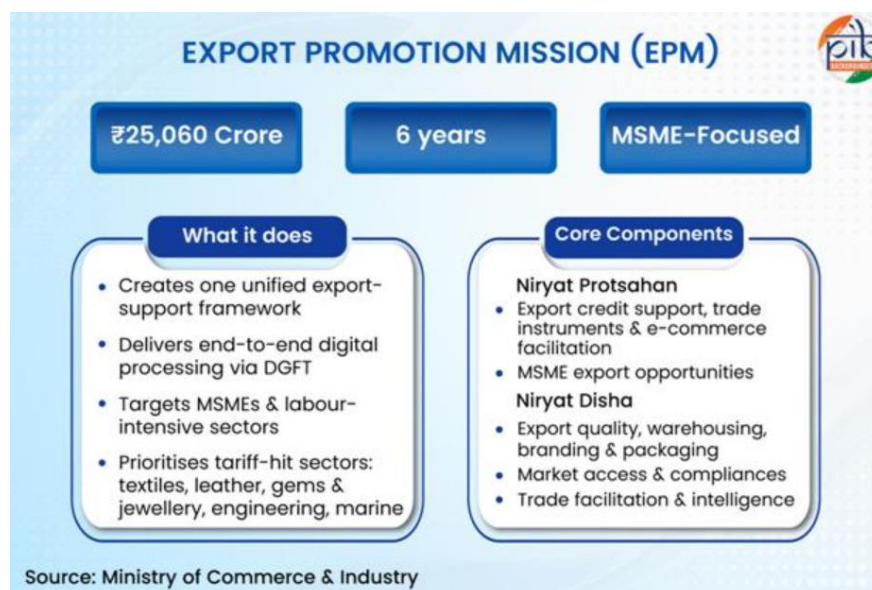 EXPORT PROMOTION MISSION (EPM)
pib
BACKGROUNDERS
₹25,060 Crore
6 years
MSME-Focused
What it does
• Creates one unified export-
support framework
• Delivers end-to-end digital
processing via DGFT
• Targets MSMEs & labour-
intensive sectors
• Prioritises tariff-hit sectors:
textiles, leather, gems &
jewellery, engineering, marine
Core Components
Niryat Protsahan
• Export credit support, trade
instruments & e-commerce
facilitation
• MSME export opportunities
Niryat Disha
• Export quality, warehousing,
branding & packaging
• Market access & compliances
• Trade facilitation & intelligence
Source: Ministry of Commerce & Industry